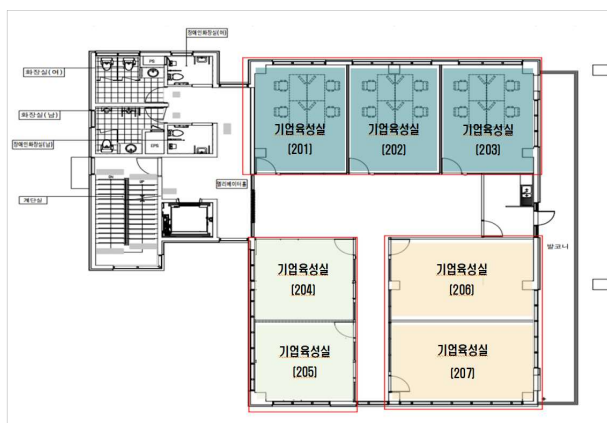 장애인화장실(여)
PS
화장실(여)
화장실(남)
장애인화장실(남)
EPS
엘리베이터홀
계단실
기업육성실
(201)
기업육성실
(202)
기업육성실
(203)
발코니
기업육성실
(204)
기업육성실
(206)
기업육성실
(205)
기업육성실
(207)